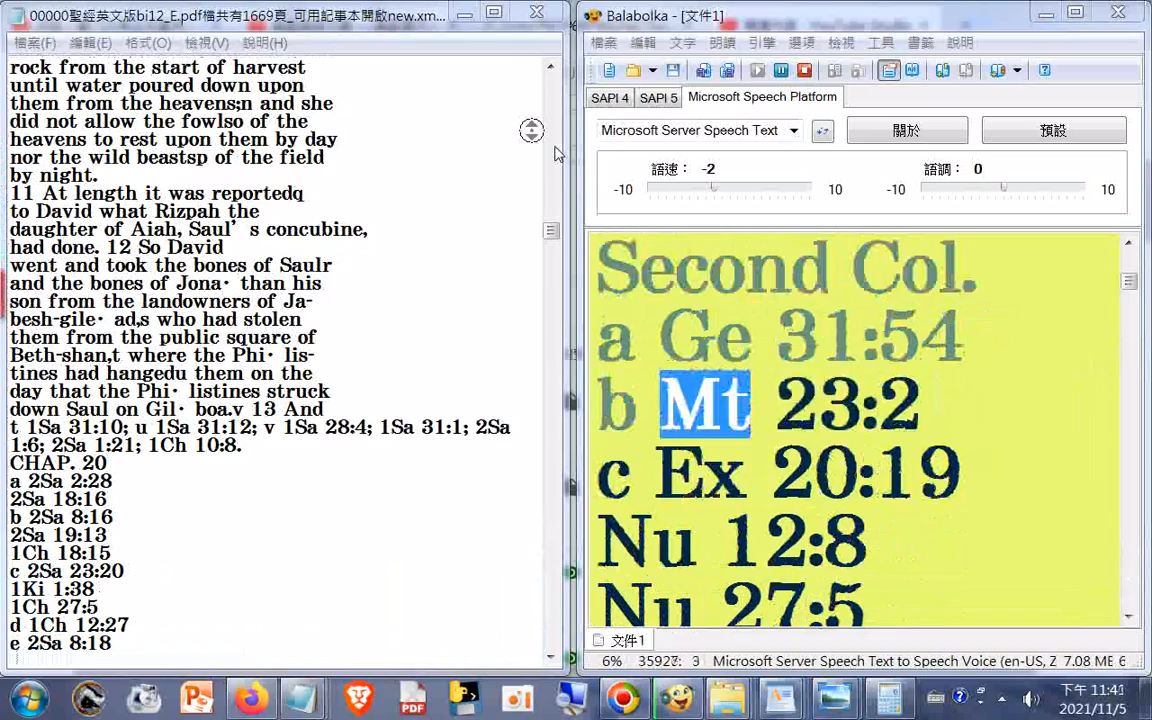 00000聖經英文版bi12_E.pdf檔共有1669頁_可用記事本開啟new.xm...
檔案(F) 編輯(E) 格式(O) 檢視(V) 說明(H)
rock from the start of harvest
until water poured down upon
them from the heavens;n and she
did not allow the fowlso of the
heavens to rest upon them by day
nor the wild beastsp of the field
by night.
11 At length it was reportedq
to David what Rizpah the
daughter of Aiah, Saul’s concubine,
had done. 12 So David
went and took the bones of Saulr
and the bones of Jona·than his
son from the landowners of Ja-
besh-gile·ad,s who had stolen
them from the public square of
Beth-shan,t where the Phi·lis-
tines had hangedu them on the
day that the Phi·listines struck
down Saul on Gil·boa.v 13 And
t 1Sa 31:10; u 1Sa 31:12; v 1Sa 28:4; 1Sa 31:1; 2Sa
1:6; 2Sa 1:21; 1Ch 10:8.
CHAP. 20
a 2Sa 2:28
2Sa 18:16
b 2Sa 8:16
2Sa 19:13
1Ch 18:15
c 2Sa 23:20
1Ki 1:38
1Ch 27:5
d 1Ch 12:27
e 2Sa 8:18
Balabolka - [文件1]
檔案 編輯 文字 朗讀 引擎 選項 檢視 工具 書籤 說明
SAPI 4 SAPI 5 Microsoft Speech Platform
Microsoft Server Speech Text 關於 預設
語速: -2 語調: 0
-10 10 -10 10
Second Col.
a Ge 31:54
b Mt 23:2
c Ex 20:19
Nu 12:8
Nu 27:5
文件1
6% 35927: 3 Microsoft Server Speech Text to Speech Voice (en-US, Z 7.08 MB 6
PDF
下午 11:41
2021/11/5